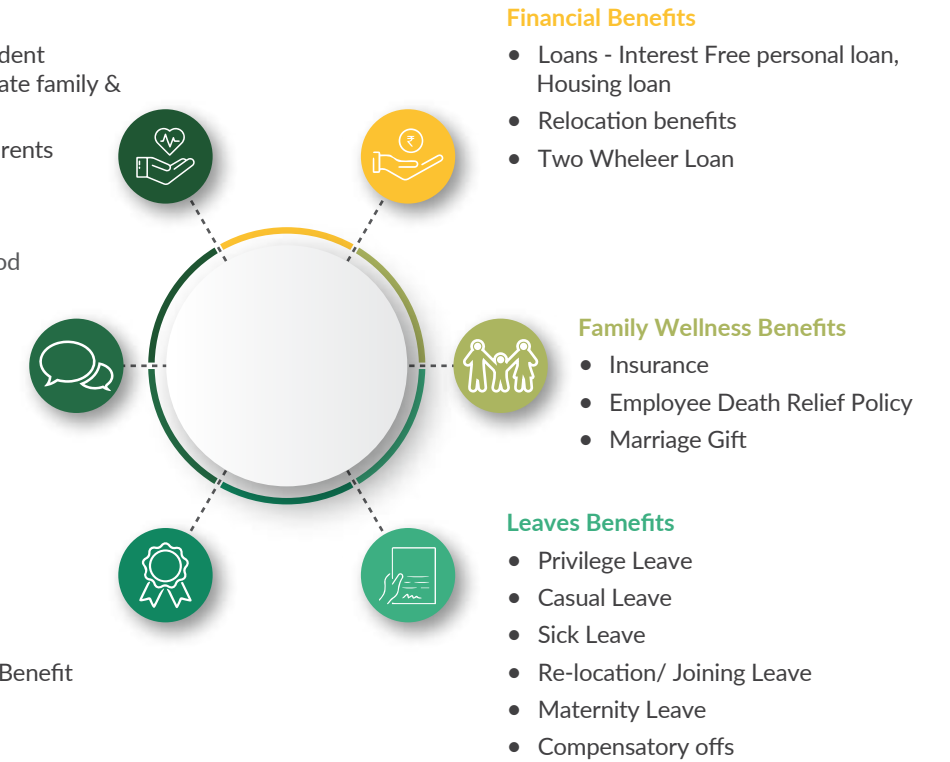 dent
ate family &
rents
od
Benefit
Financial Benefits
• Loans - Interest Free personal loan,
Housing loan
• Relocation benefits
• Two Wheleer Loan
₹
Family Wellness Benefits
• Insurance
• Employee Death Relief Policy
• Marriage Gift
Leaves Benefits
• Privilege Leave
• Casual Leave
• Sick Leave
• Re-location/ Joining Leave
• Maternity Leave
• Compensatory offs